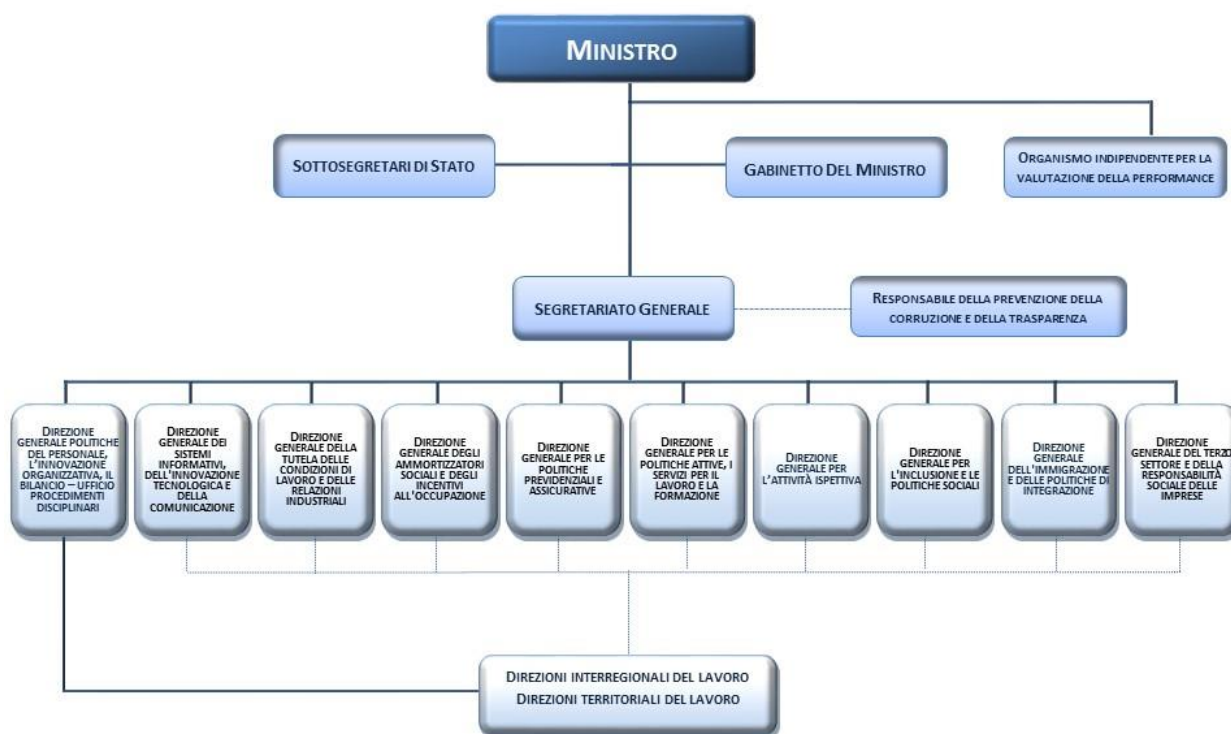 MINISTRO
SOTTOSEGRETARI DI STATO
GABINETTO DEL MINISTRO
ORGANISMO INDIPENDENTE PER LA
VALUTAZIONE DELLA PERFORMANCE
SEGRETARIATO GENERALE
RESPONSABILE DELLA PREVENZIONE DELLA
CORRUZIONE E DELLA TRASPARENZA
DIREZIONE
GENERALE POLITICHE
DEL PERSONALE,
L'INNOVAZIONE
ORGANIZZATIVA, IL
BILANCIO – UFFICIO
PROCEDIMENTI
DISCIPLINARI
DIREZIONE
GENERALE DEI
SISTEMI
INFORMATIVI,
DELL'INNOVAZIONE
TECNOLOGICA E
DELLA
COMUNICAZIONE
DIREZIONE
GENERALE DELLA
TUTELA DELLE
CONDIZIONI DI
LAVORO E DELLE
RELAZIONI
INDUSTRIALI
DIREZIONE
GENERALE DEGLI
AMMORTIZZATORI
SOCIALI E DEGLI
INCENTIVI
ALL'OCCUPAZIONE
DIREZIONE
GENERALE PER LE
POLITICHE
PREVIDENZIALI E
ASSICURATIVE
DIREZIONE
GENERALE PER LE
POLITICHE ATTIVE, I
SERVIZI PER IL
LAVORO E LA
FORMAZIONE
DIREZIONE
GENERALE PER
L'ATTIVITÀ ISPETTIVA
DIREZIONE
GENERALE PER
L'INCLUSIONE E LE
POLITICHE SOCIALI
DIREZIONE
GENERALE
DELL'IMMIGRAZIONE
E DELLE POLITICHE DI
INTEGRAZIONE
DIREZIONE
GENERALE DEL TERZO
SETTORE E DELLA
RESPONSABILITÀ
SOCIALE DELLE
IMPRESE
DIREZIONI INTERREGIONALI DEL LAVORO
DIREZIONI TERRITORIALI DEL LAVORO